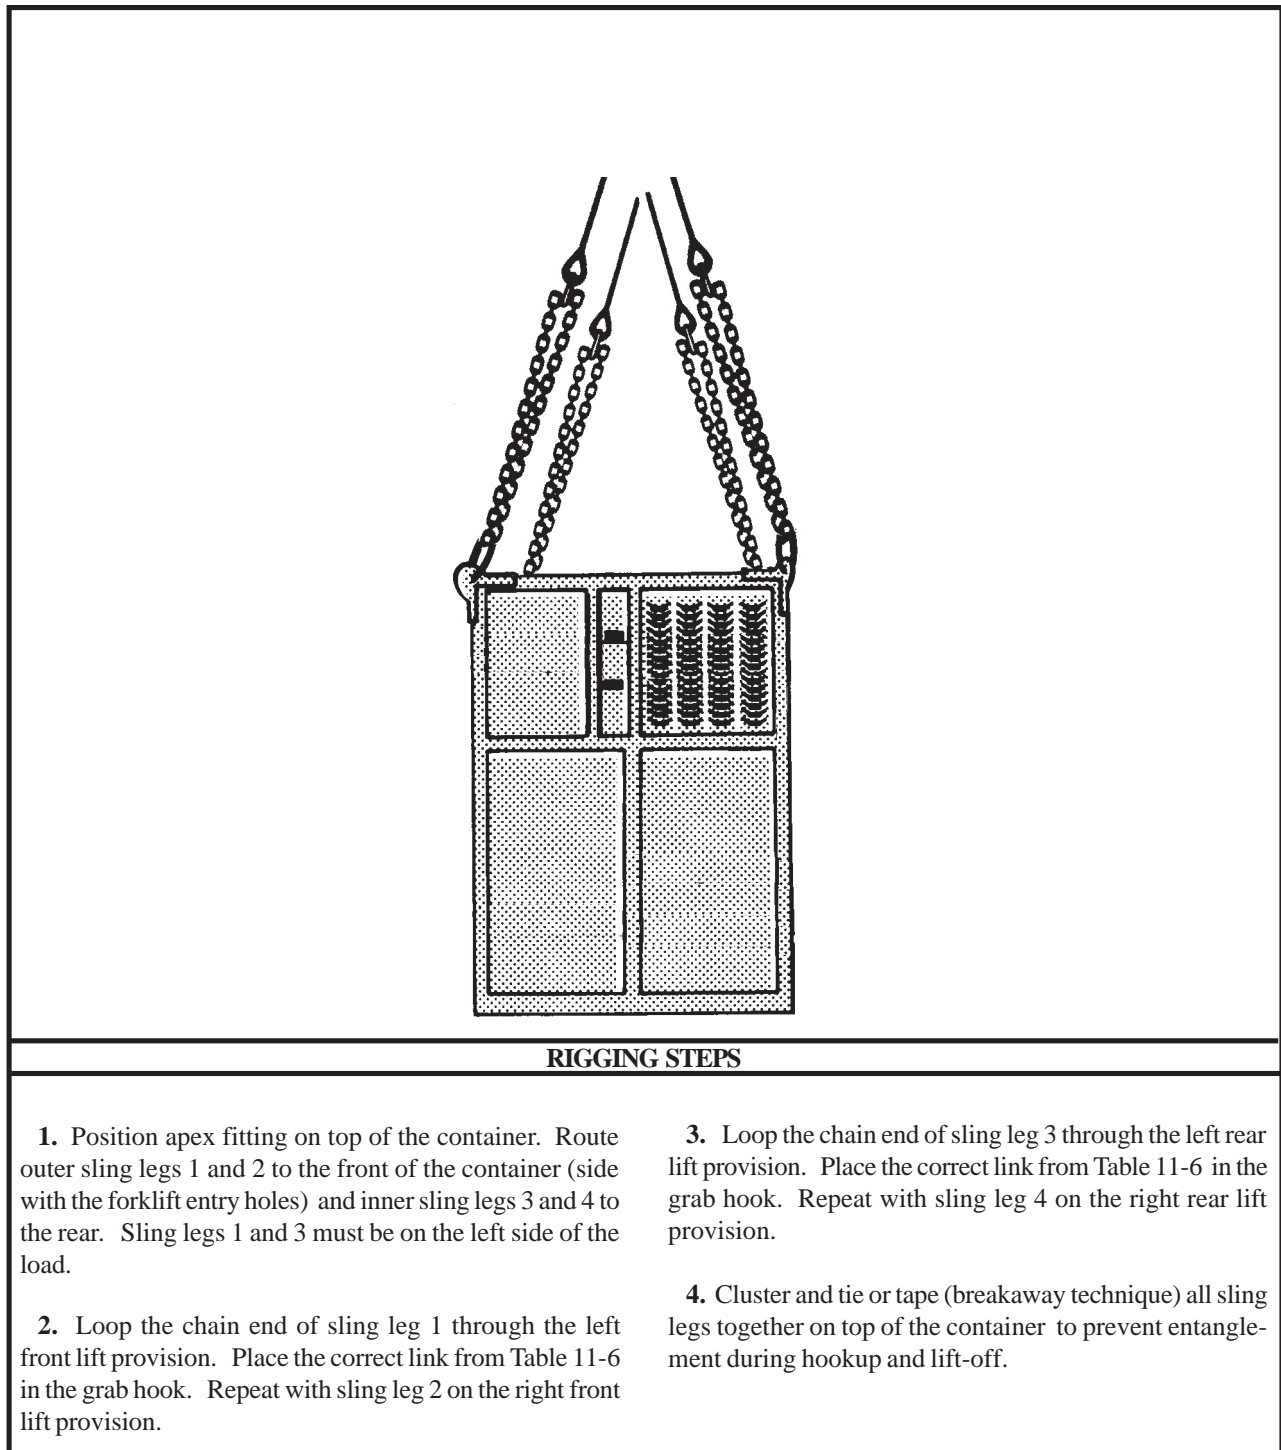 RIGGING STEPS
1. Position apex fitting on top of the container. Route
outer sling legs 1 and 2 to the front of the container (side
with the forklift entry holes) and inner sling legs 3 and 4 to
the rear. Sling legs 1 and 3 must be on the left side of the
load.
2. Loop the chain end of sling leg 1 through the left
front lift provision. Place the correct link from Table 11-6
in the grab hook. Repeat with sling leg 2 on the right front
lift provision.
3. Loop the chain end of sling leg 3 through the left rear
lift provision. Place the correct link from Table 11-6 in the
grab hook. Repeat with sling leg 4 on the right rear lift
provision.
4. Cluster and tie or tape (breakaway technique) all sling
legs together on top of the container to prevent entangle-
ment during hookup and lift-off.